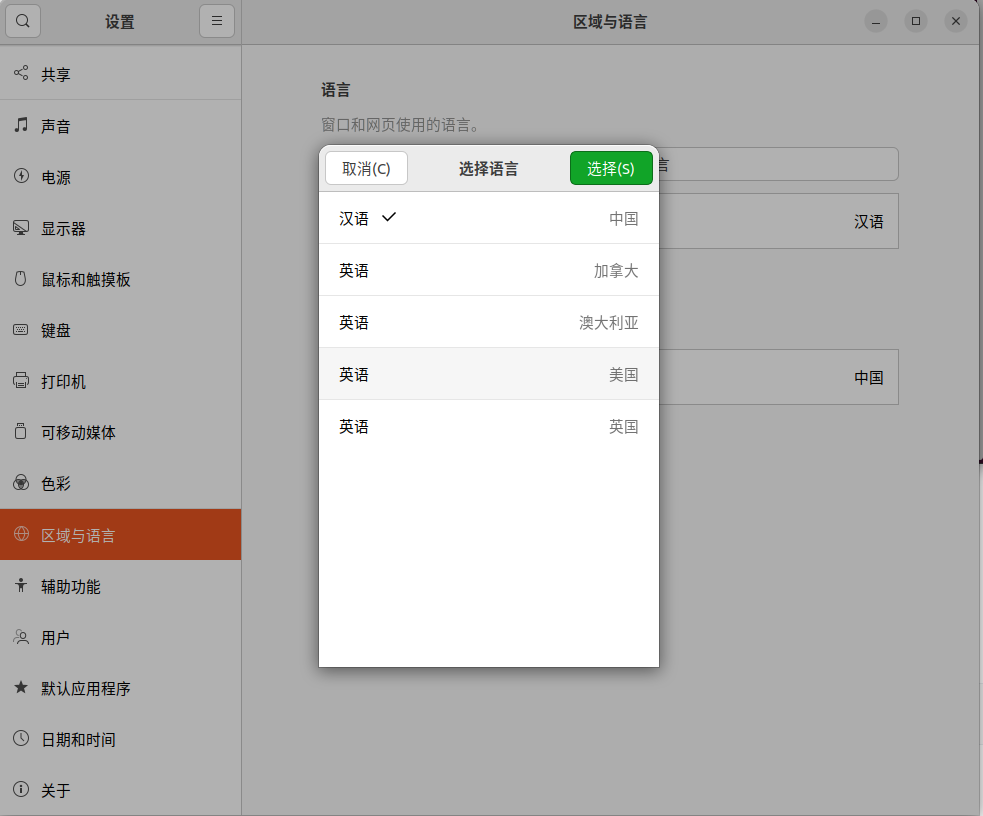 设置
区域与语言
共享
声音
电源
显示器
鼠标和触摸板
键盘
打印机
可移动媒体
色彩
区域与语言
辅助功能
用户
默认应用程序
日期和时间
关于
语言
窗口和网页使用的语言。
言
汉语
中国
取消(C)
选择语言
选择(S)
汉语 中国
英语 加拿大
英语 澳大利亚
英语 美国
英语 英国